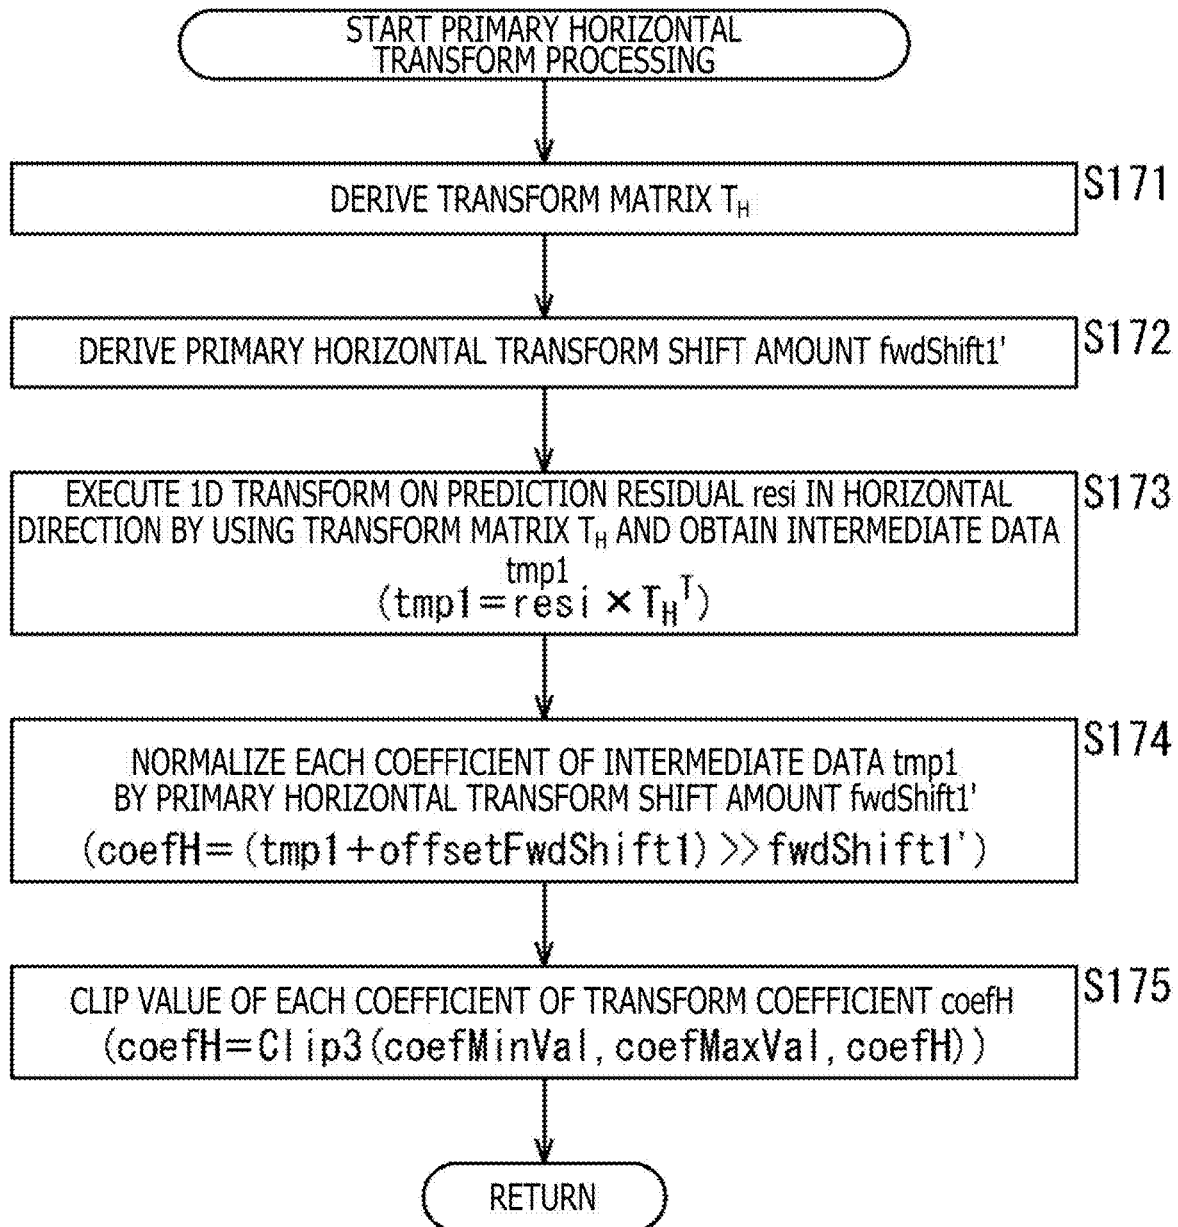 START PRIMARY HORIZONTAL
TRANSFORM PROCESSING
DERIVE TRANSFORM MATRIX T_H
S171
DERIVE PRIMARY HORIZONTAL TRANSFORM SHIFT AMOUNT fwdShift1'
S172
EXECUTE 1D TRANSFORM ON PREDICTION RESIDUAL resi IN HORIZONTAL
DIRECTION BY USING TRANSFORM MATRIX T_H AND OBTAIN INTERMEDIATE DATA
tmp1
(tmp1=resi×T_H^T)
S173
NORMALIZE EACH COEFFICIENT OF INTERMEDIATE DATA tmp1
BY PRIMARY HORIZONTAL TRANSFORM SHIFT AMOUNT fwdShift1'
(coefH=(tmp1+offsetFwdShift1)>>fwdShift1')
S174
CLIP VALUE OF EACH COEFFICIENT OF TRANSFORM COEFFICIENT coefH
(coefH=Clip3(coefMinVal,coefMaxVal,coefH))
S175
RETURN